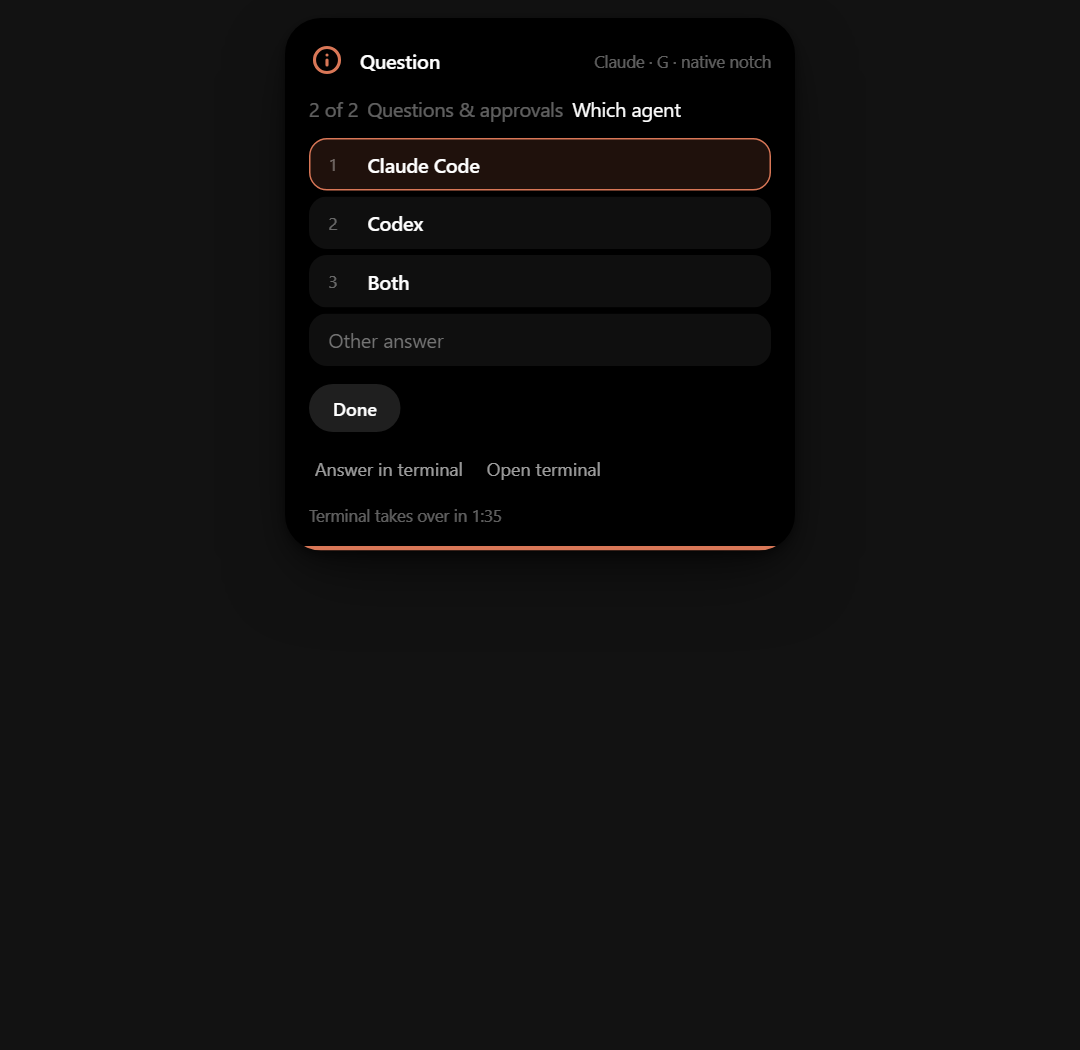 Question
Claude · G · native notch
2 of 2 Questions & approvals Which agent
1 Claude Code
2 Codex
3 Both
Other answer
Done
Answer in terminal Open terminal
Terminal takes over in 1:35